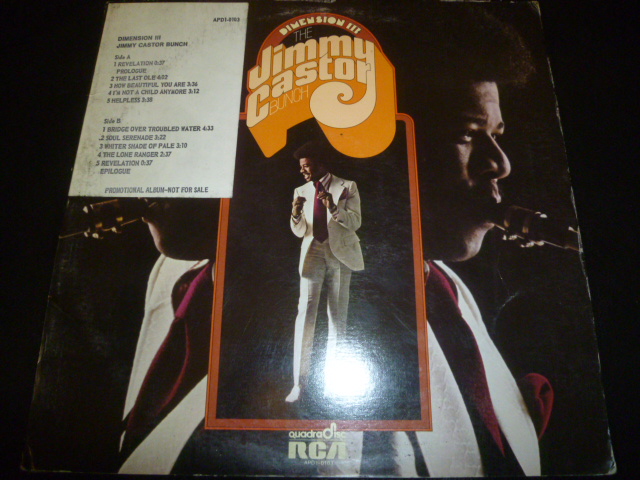 APD1-0103
DIMENSION III
JIMMY CASTOR BUNCH
Side A
1 REVELATION 0:37
PROLOGUE
2 THE LAST OLE 4:02
3 HOW BEAUTIFUL YOU ARE 3:36
4 I'M NOT A CHILD ANYMORE 3:12
5 HELPLESS 3:38
Side B
1 BRIDGE OVER TROUBLED WATER 4:33
2 SOUL SERENADE 3:22
3 WHITER SHADE OF PALE 3:10
4 THE LONE RANGER 3:37
5 REVELATION 0:37
EPILOGUE
PROMOTIONAL ALBUM-NOT FOR SALE
DIMENSION III
THE
Jimmy
Castor
BUNCH
quadradisc
RCA